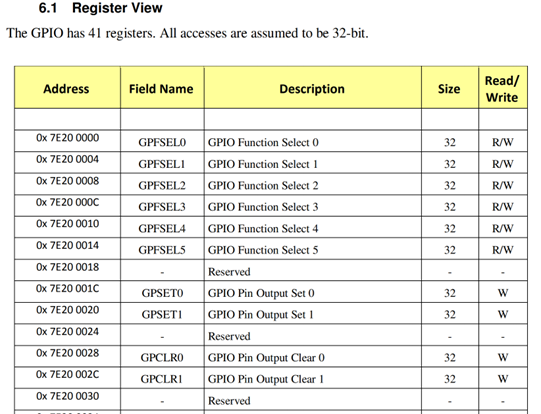 6.1 Register View
The GPIO has 41 registers. All accesses are assumed to be 32-bit.
Address Field Name Description Size Read/
Write
0x 7E20 0000 GPFSEL0 GPIO Function Select 0 32 R/W
0x 7E20 0004 GPFSEL1 GPIO Function Select 1 32 R/W
0x 7E20 0008 GPFSEL2 GPIO Function Select 2 32 R/W
0x 7E20 000C GPFSEL3 GPIO Function Select 3 32 R/W
0x 7E20 0010 GPFSEL4 GPIO Function Select 4 32 R/W
0x 7E20 0014 GPFSEL5 GPIO Function Select 5 32 R/W
0x 7E20 0018 - Reserved - -
0x 7E20 001C GPSET0 GPIO Pin Output Set 0 32 W
0x 7E20 0020 GPSET1 GPIO Pin Output Set 1 32 W
0x 7E20 0024 - Reserved - -
0x 7E20 0028 GPCLR0 GPIO Pin Output Clear 0 32 W
0x 7E20 002C GPCLR1 GPIO Pin Output Clear 1 32 W
0x 7E20 0030 - Reserved - -